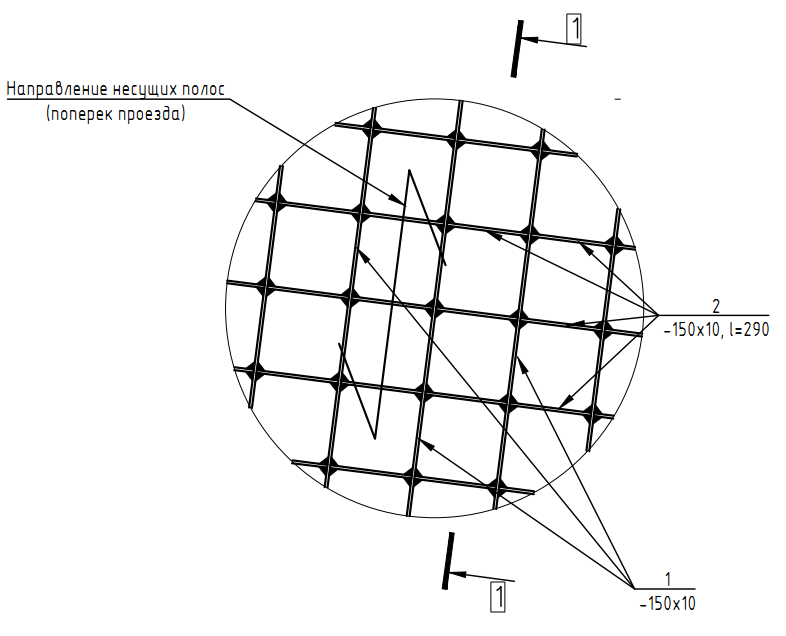 1
Направление несущих полос
(поперек проезда)
2
-150x10, l=290
1
-150x10
1